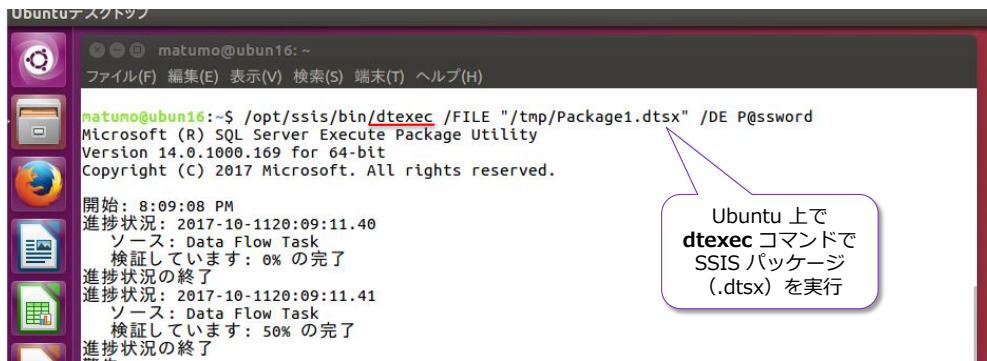 Ubuntuデスクトップ
matumo@ubun16: ~
ファイル(F) 編集(E) 表示(V) 検索(S) 端末(T) ヘルプ(H)
matumo@ubun16:~$ /opt/ssis/bin/dtexec /FILE "/tmp/Package1.dtsx" /DE P@ssword
Microsoft (R) SQL Server Execute Package Utility
Version 14.0.1000.169 for 64-bit
Copyright (C) 2017 Microsoft. All rights reserved.
開始: 8:09:08 PM
進捗状況: 2017-10-1120:09:11.40
ソース: Data Flow Task
検証しています: 0% の完了
進捗状況の終了
進捗状況: 2017-10-1120:09:11.41
ソース: Data Flow Task
検証しています: 50% の完了
進捗状況の終了
Ubuntu 上で
dtexec コマンドで
SSIS パッケージ
（.dtsx）を実行